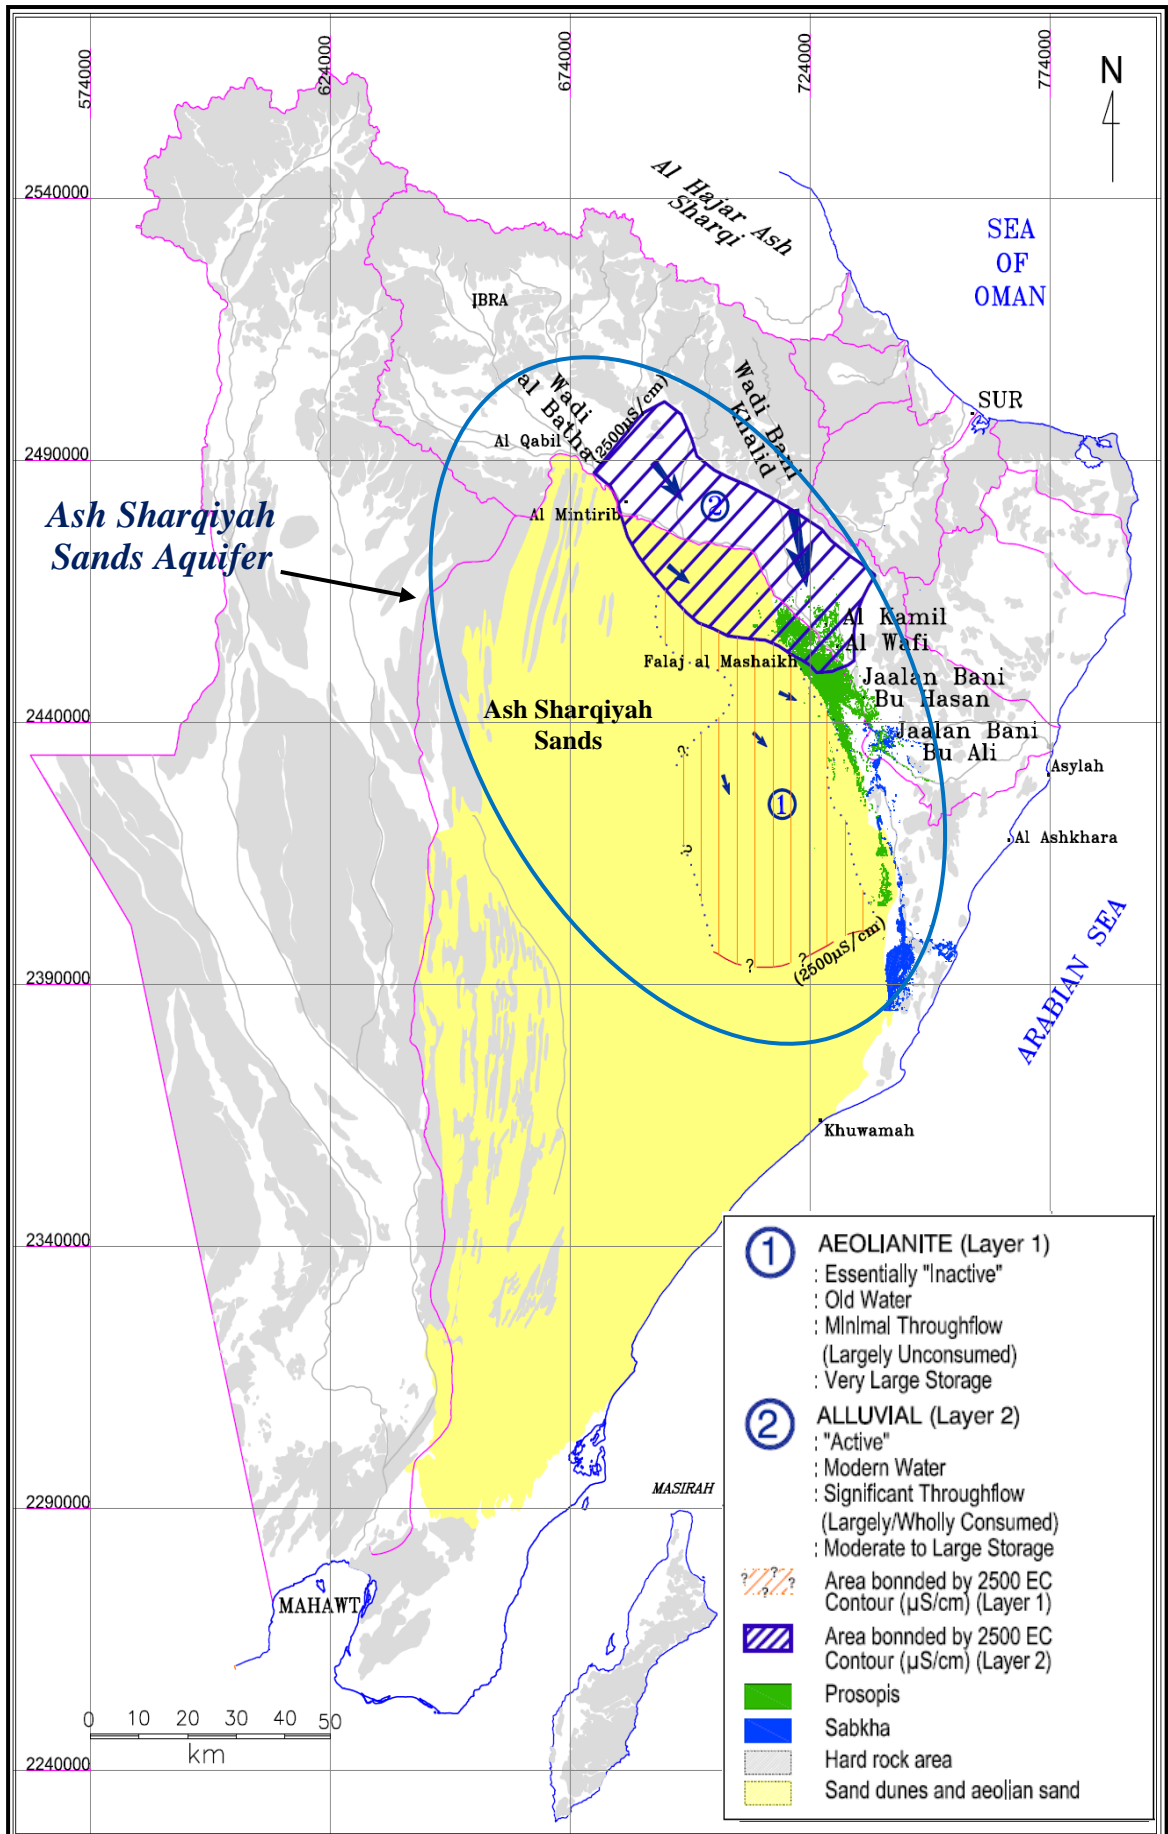 574000
624000
674000
724000
774000
N
2540000
Al Hajar Ash
Sharqi
SEA
OF
OMAN
IBRA
SUR
Wadi
al Batha
(2500µS/cm)
Wadi Bani
Khalid
Al Qabil
2490000
2
Al Mintirib
Ash Sharqiyah
Sands Aquifer
Al Kamil
Al Wafi
Falaj al Mashaikh
Jaalan Bani
Bu Hasan
Ash Sharqiyah
Sands
2440000
Jaalan Bani
Bu Ali
?
Asylah
1
Al Ashkhara
?
(2500µS/cm)
?
?
2390000
ARABIAN SEA
Khuwamah
2340000
1
AEOLIANITE (Layer 1)
: Essentially "Inactive"
: Old Water
: Minimal Throughflow
(Largely Unconsumed)
: Very Large Storage
2
ALLUVIAL (Layer 2)
: "Active"
: Modern Water
: Significant Throughflow
(Largely/Wholly Consumed)
: Moderate to Large Storage
2290000
MASIRAH
MAHAWT
? ? ? ?
Area bonnded by 2500 EC
Contour (µS/cm) (Layer 1)
Area bonnded by 2500 EC
Contour (µS/cm) (Layer 2)
Prosopis
Sabkha
Hard rock area
Sand dunes and aeolian sand
0 10 20 30 40 50
km
2240000